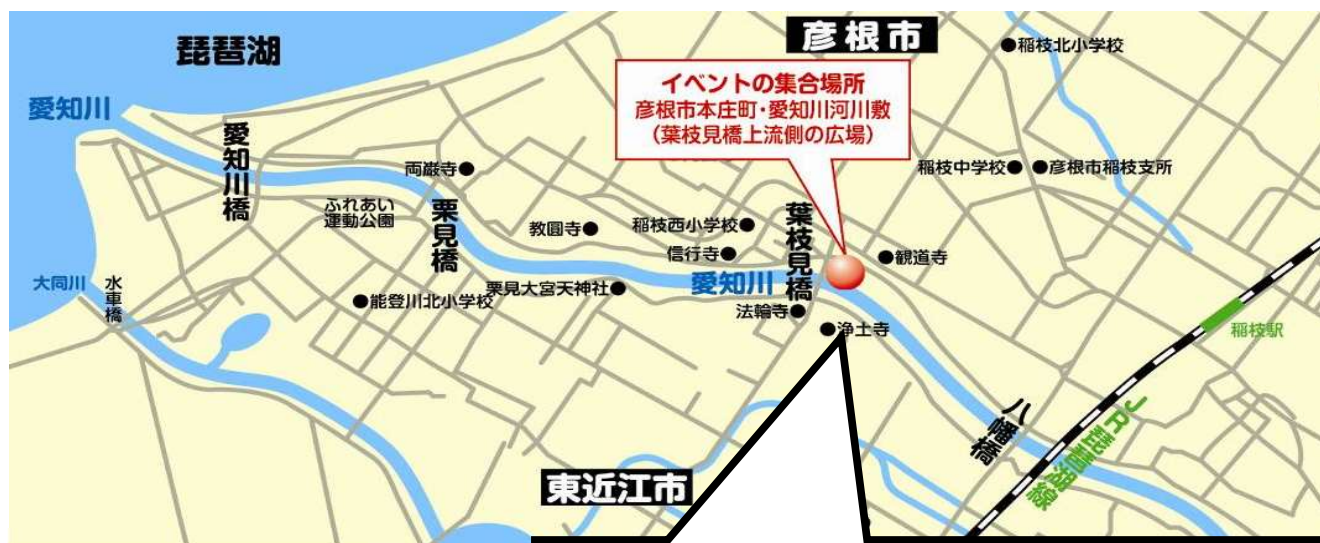 琵琶湖
彦根市
稲枝北小学校
愛知川
イベントの集合場所
彦根市本庄町・愛知川河川敷
(葉枝見橋上流側の広場)
愛知川橋
両巌寺
稲枝中学校
彦根市稲枝支所
ふれあい
運動公園
栗見橋
教圓寺
稲枝西小学校
葉枝見橋
信行寺
観道寺
大同川
水車橋
能登川北小学校
栗見大宮天神社
愛知川
法輪寺
浄土寺
稲枝駅
八幡橋
JR琵琶湖線
東近江市